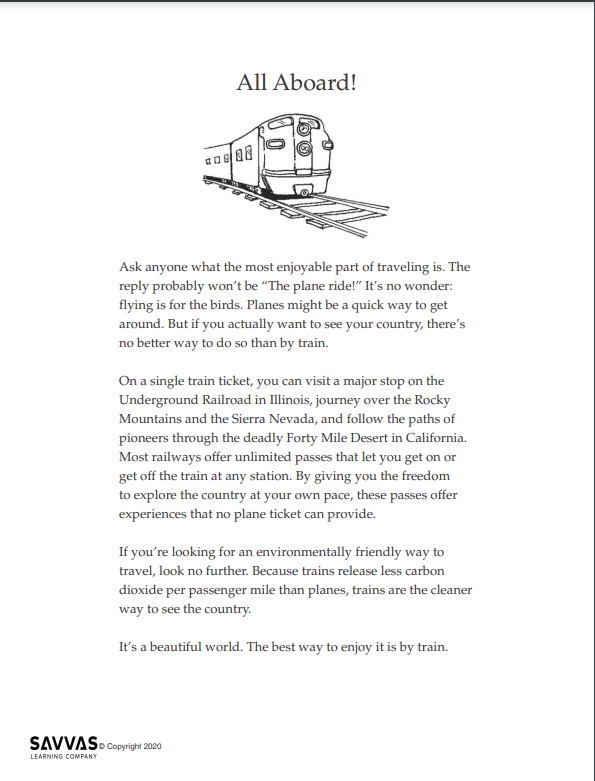 All Aboard!
Ask anyone what the most enjoyable part of traveling is. The
reply probably won’t be “The plane ride!” It’s no wonder:
flying is for the birds. Planes might be a quick way to get
around. But if you actually want to see your country, there’s
no better way to do so than by train.
On a single train ticket, you can visit a major stop on the
Underground Railroad in Illinois, journey over the Rocky
Mountains and the Sierra Nevada, and follow the paths of
pioneers through the deadly Forty Mile Desert in California.
Most railways offer unlimited passes that let you get on or
get off the train at any station. By giving you the freedom
to explore the country at your own pace, these passes offer
experiences that no plane ticket can provide.
If you’re looking for an environmentally friendly way to
travel, look no further. Because trains release less carbon
dioxide per passenger mile than planes, trains are the cleaner
way to see the country.
It’s a beautiful world. The best way to enjoy it is by train.
SAVVAS © Copyright 2020
LEARNING COMPANY